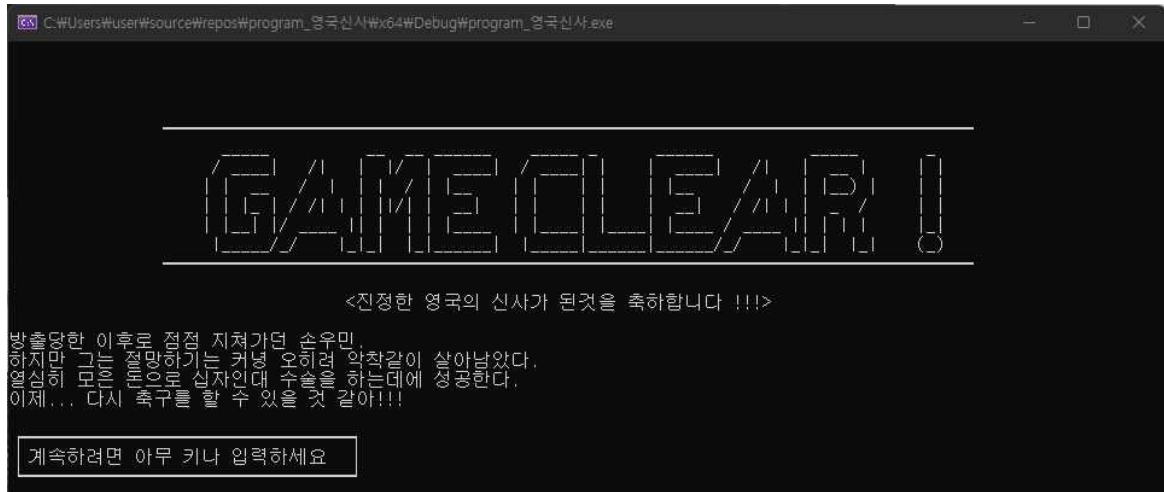 C:₩Users₩user₩source₩repos₩program_영국신사₩x64₩Debug₩program_영국신사.exe
GAME CLEAR !
<진정한 영국의 신사가 된것을 축하합니다 !!!>
방출당한 이후로 점점 지쳐가던 손우민.
하지만 그는 절망하기는 커녕 오히려 악착같이 살아남았다.
열심히 모은 돈으로 십자인대 수술을 하는데에 성공한다.
이제... 다시 축구를 할 수 있을 것 같아!!!
계속하려면 아무 키나 입력하세요